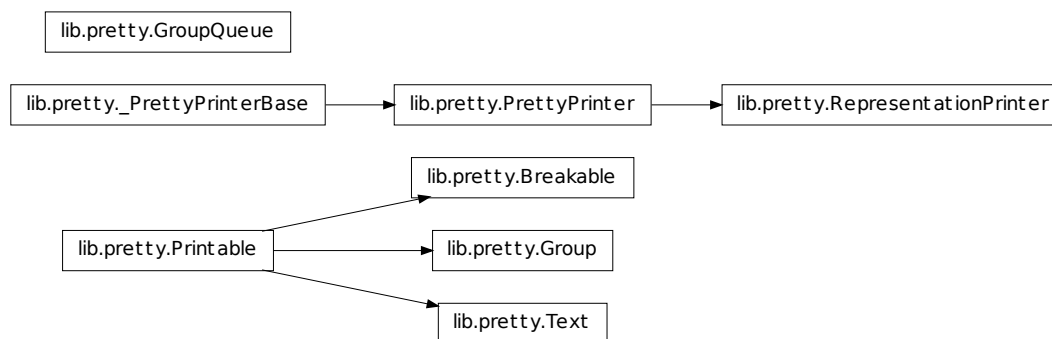 lib.pretty.GroupQueue
lib.pretty._PrettyPrinterBase
lib.pretty.PrettyPrinter
lib.pretty.RepresentationPrinter
lib.pretty.Breakable
lib.pretty.Printable
lib.pretty.Group
lib.pretty.Text